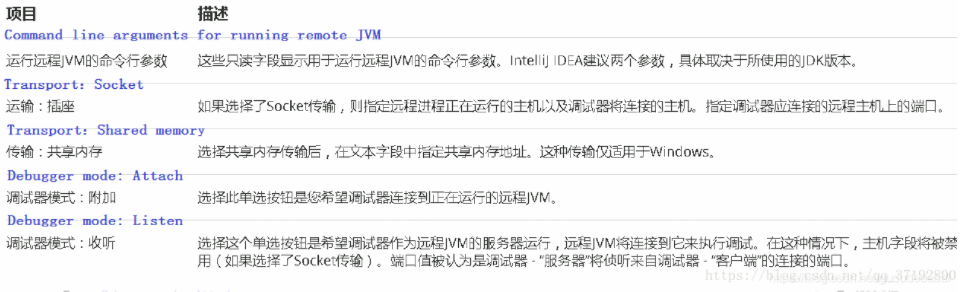 项目 描述
Command line arguments for running remote JVM
运行远程JVM的命令行参数 这些只读字段显示用于运行远程JVM的命令行参数。IntelliJ IDEA建议两个参数，具体取决于所使用的JDK版本。
Transport: Socket
运输：插座 如果选择了Socket传输，则指定远程进程正在运行的主机以及调试器将连接的主机。指定调试器应连接的远程主机上的端口。
Transport: Shared memory
传输：共享内存 选择共享内存传输后，在文本字段中指定共享内存地址。这种传输仅适用于Windows。
Debugger mode: Attach
调试器模式：附加 选择此单选按钮是您希望调试器连接到正在运行的远程JVM。
Debugger mode: Listen
调试器模式：收听 选择这个单选按钮是希望调试器作为远程JVM的服务器运行，远程JVM将连接到它来执行调试。在这种情况下，主机字段将被禁
用（如果选择了Socket传输）。端口值被认为是调试器 - “服务器”将侦听来自调试器 - “客户端”的连接的端口。
https://blog.csdn.net/qq_37192800